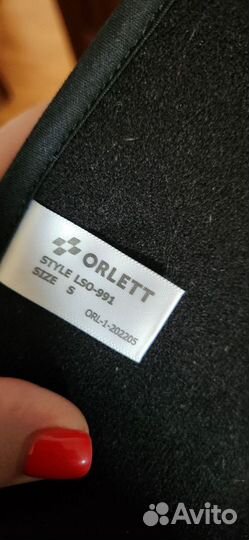 ORLETT
STYLE LSO-991
SIZE S
ORL-1-202205
Avito